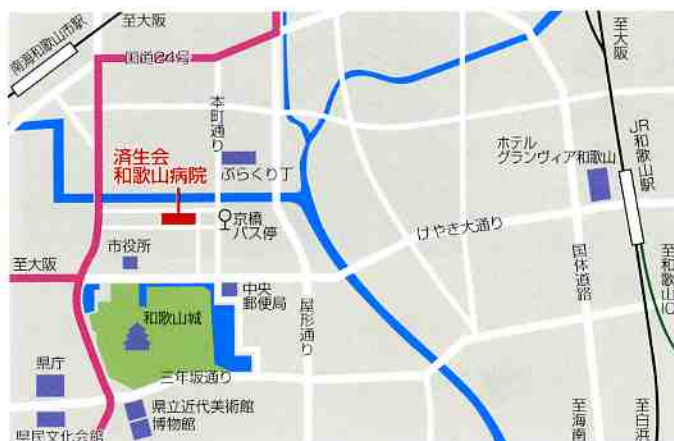 至大阪
南海和歌山市駅
国道24号
至大阪
本町通り
JR和歌山駅
済生会
和歌山病院
ぶらくり丁
ホテル
グランヴィア和歌山
京橋
バス停
けやき大通り
市役所
至大阪
国体道路
至和歌山IC
中央
郵便局
和歌山城
屋形通り
県庁
三年坂通り
県立近代美術館
博物館
県民文化会館
至海南
至白浜